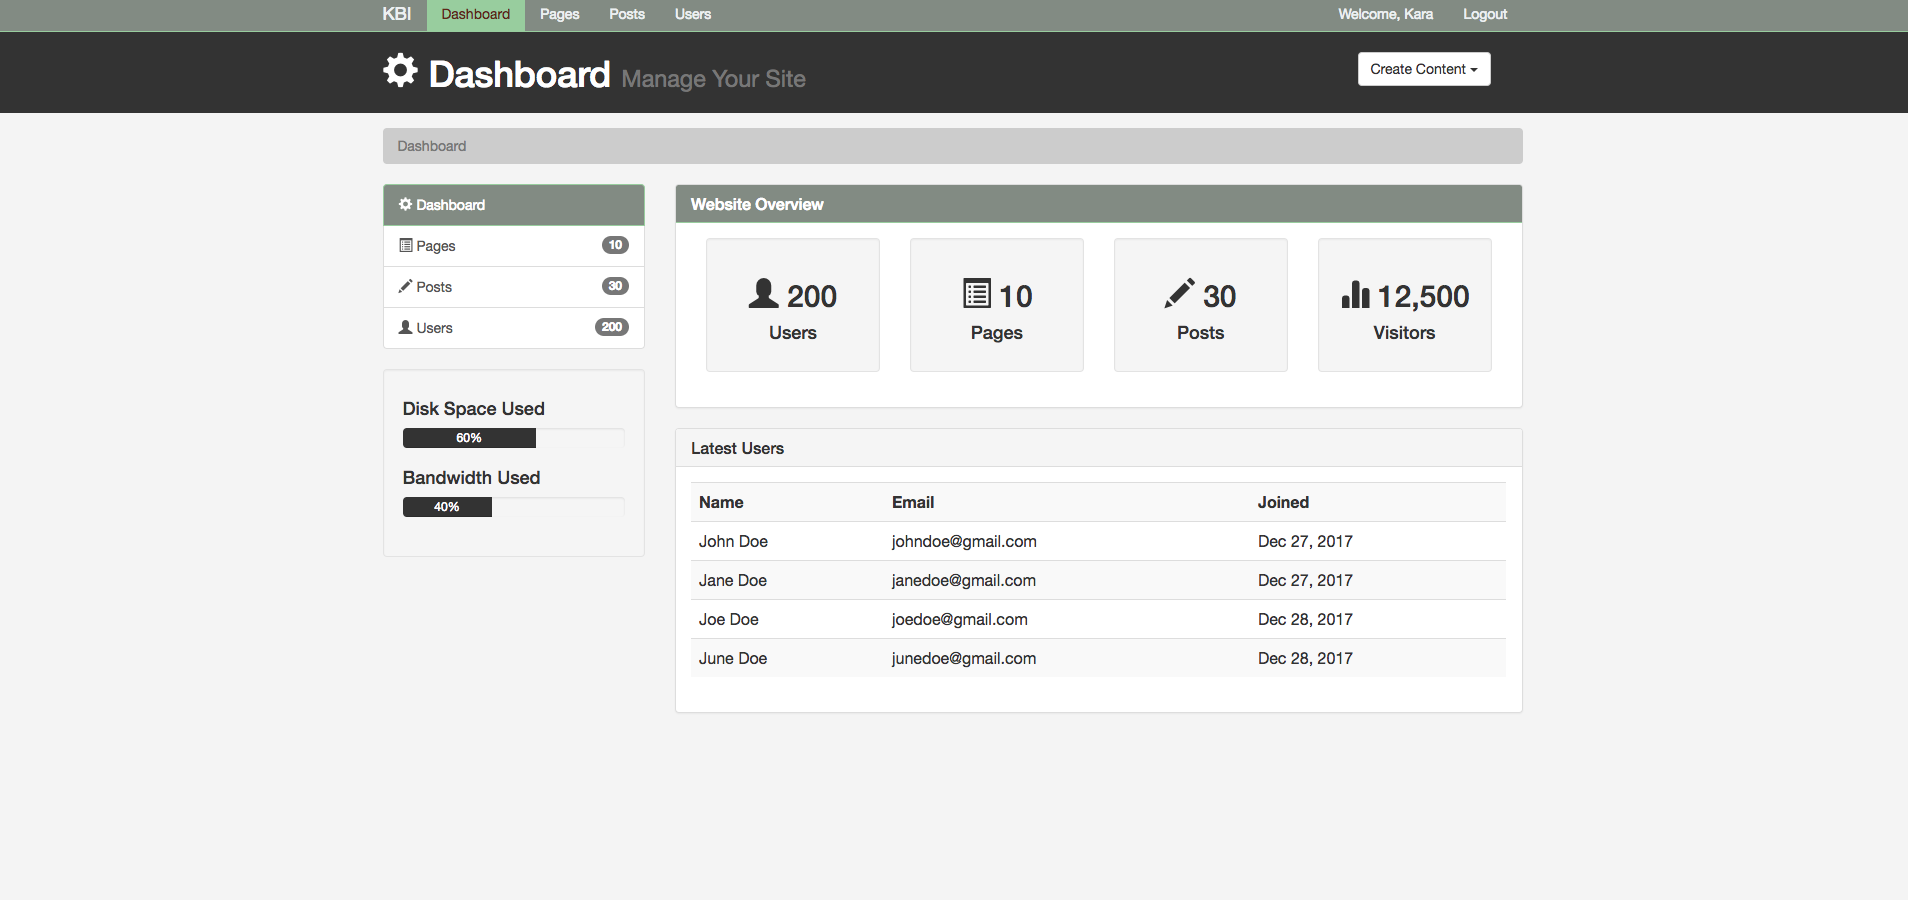 KBI Dashboard Pages Posts Users Welcome, Kara Logout
Dashboard Manage Your Site Create Content
Dashboard
Dashboard
Pages 10
Posts 30
Users 200
Disk Space Used
60%
Bandwidth Used
40%
Website Overview
200
Users
10
Pages
30
Posts
12,500
Visitors
Latest Users
Name Email Joined
John Doe johndoe@gmail.com Dec 27, 2017
Jane Doe janedoe@gmail.com Dec 27, 2017
Joe Doe joedoe@gmail.com Dec 28, 2017
June Doe junedoe@gmail.com Dec 28, 2017